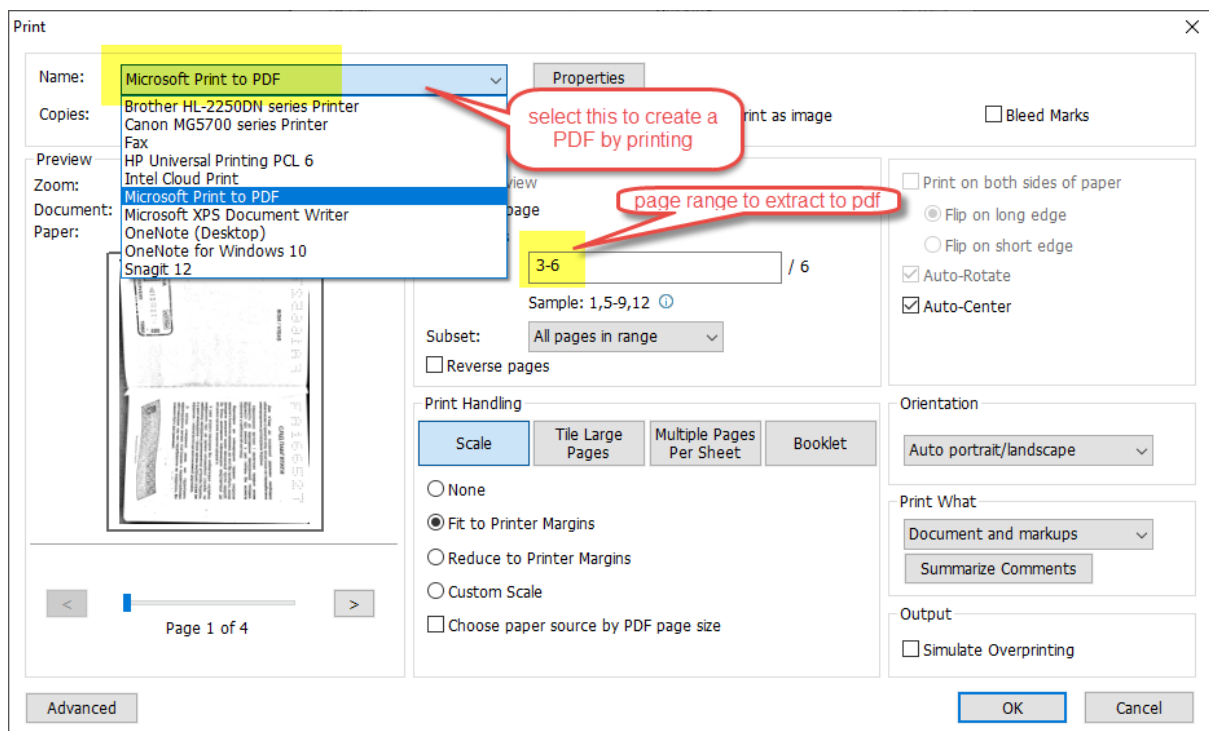 Print
Name:
Microsoft Print to PDF
Properties
Brother HL-2250DN series Printer
Canon MG5700 series Printer
Fax
HP Universal Printing PCL 6
Intel Cloud Print
Microsoft Print to PDF
Microsoft XPS Document Writer
OneNote (Desktop)
OneNote for Windows 10
Snagit 12
Copies:
select this to create a
PDF by printing
rint as image
Bleed Marks
Preview
Zoom:
Document:
Paper:
view
page
page range to extract to pdf
3-6
/ 6
Sample: 1,5-9,12
Subset:
All pages in range
Reverse pages
Print on both sides of paper
Flip on long edge
Flip on short edge
Auto-Rotate
Auto-Center
Page 1 of 4
<
>
Print Handling
Scale
Tile Large
Pages
Multiple Pages
Per Sheet
Booklet
None
Fit to Printer Margins
Reduce to Printer Margins
Custom Scale
Choose paper source by PDF page size
Orientation
Auto portrait/landscape
Print What
Document and markups
Summarize Comments
Output
Simulate Overprinting
Advanced
OK
Cancel